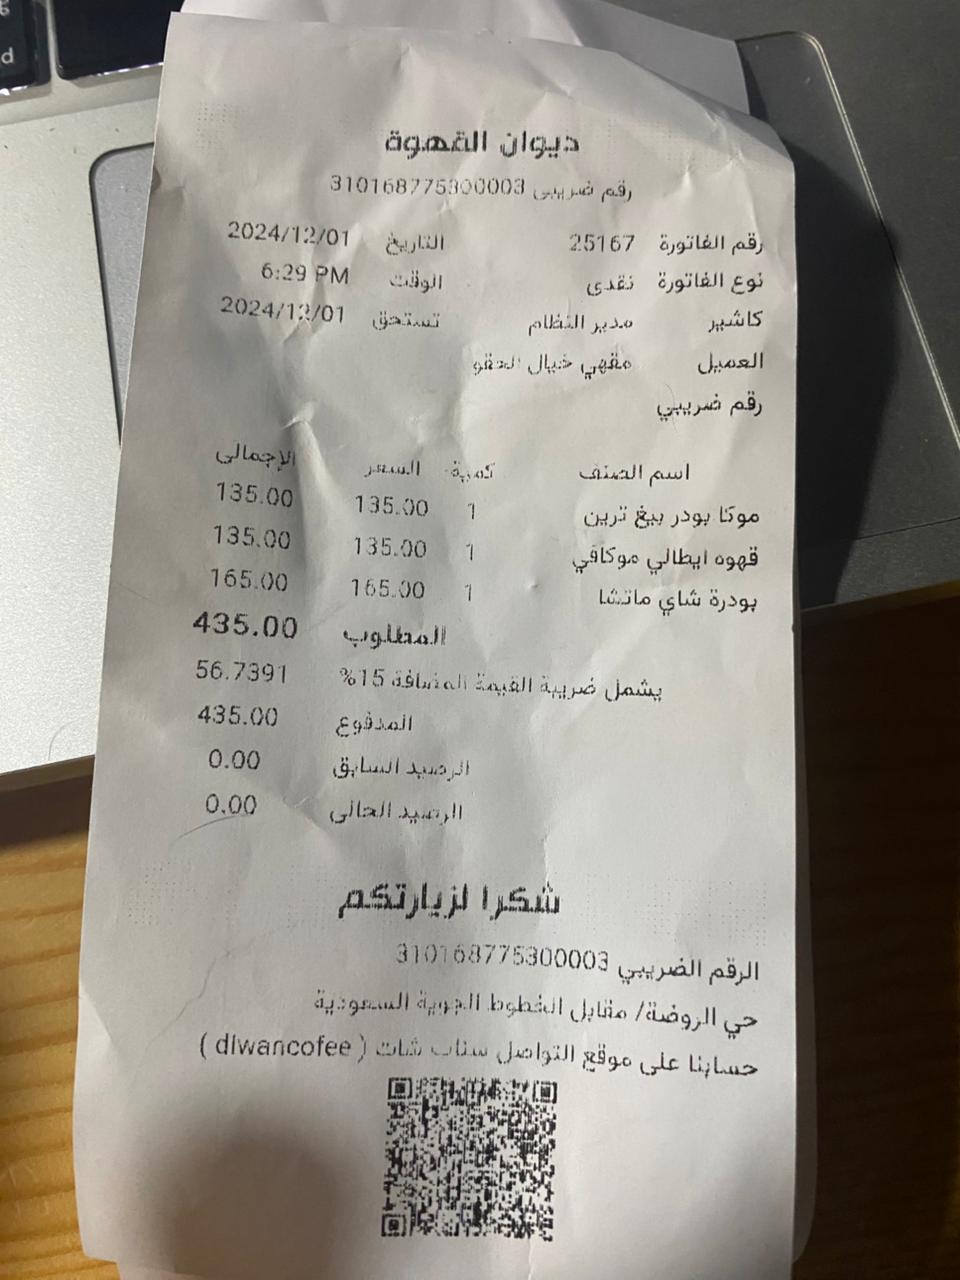 ديوان القهوة
رقم ضريبي 310168775300003
رقم الفاتورة 25167 التاريخ 2024/12/01
نوع الفاتورة نقدي الوقت 6:29 PM
كاشير مدير النظام تستحق 2024/12/01
العميل مقهي خيال
رقم ضريبي
اسم الصنف كمية السعر الإجمالي
موكا بودر بيغ ترين 1 135.00 135.00
قهوه ايطالي موكافي 1 135.00 135.00
بودرة شاي ماتشا 1 165.00 165.00
المطلوب 435.00
يشمل ضريبة القيمة المضافة 15% 56.7391
المدفوع 435.00
الرصيد السابق 0.00
الرصيد الحالي 0.00
شكرا لزيارتكم
الرقم الضريبي 310168775300003
حي الروضة/ مقابل الخطوط الجوية السعودية
حسابنا على موقع التواصل سناب شات ( dlwancofee )